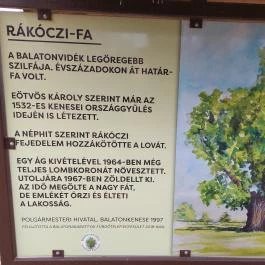 RÁKÓCZI-FA
A BALATONVIDÉK LEGÖREGEBB
SZILFÁJA. ÉVSZÁZADOKON ÁT HATÁR-
FA VOLT.
EÖTVÖS KÁROLY SZERINT MÁR AZ
1532-ES KENESEI ORSZÁGGYŰLÉS
IDEJÉN IS LÉTEZETT.
A NÉPHIT SZERINT RÁKÓCZI
FEJEDELEM HOZZÁKÖTÖTTE A LOVÁT.
EGY ÁG KIVÉTELÉVEL 1964-BEN MÉG
TELJES LOMBKORONÁT NÖVESZTETT.
UTOLJÁRA 1967-BEN ZÖLDELLT KI.
AZ IDŐ MEGÖLTE A NAGY FÁT,
DE EMLÉKÉT ŐRZI ÉS ÉLTETI
A LAKOSSÁG.
POLGÁRMESTERI HIVATAL, BALATONKENESE 1997